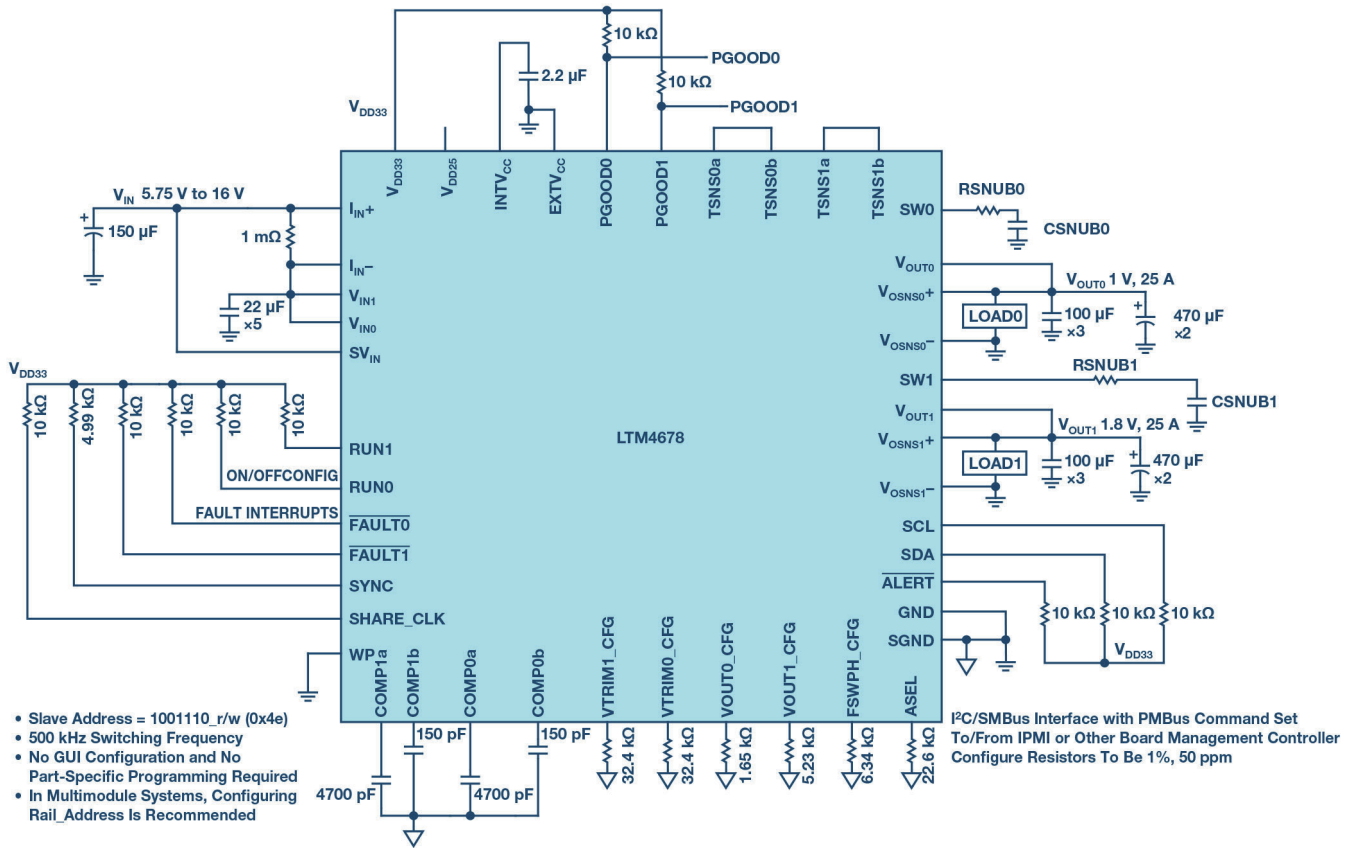 10 kΩ
PGOOD0
2.2 µF
10 kΩ
VDD33
PGOOD1
VDD33
VDD25
INTVCC
EXTVCC
PGOOD0
PGOOD1
TSNS0a
TSNS0b
TSNS1a
TSNS1b
VIN 5.75 V to 16 V
+
150 µF
1 mΩ
22 µF
×5
IIN+
IIN−
VIN1
VIN0
SVIN
VDD33
10 kΩ
4.99 kΩ
10 kΩ
10 kΩ
10 kΩ
10 kΩ
RUN1
ON/OFFCONFIG
RUN0
FAULT INTERRUPTS
FAULT0
FAULT1
SYNC
SHARE_CLK
WP
LTM4678
RSNUB0
SW0
CSNUB0
VOUT0
VOUT0 1 V, 25 A
VOSNS0+
LOAD0
100 µF
×3
+
470 µF
×2
VOSNS0−
RSNUB1
SW1
CSNUB1
VOUT1
VOUT1 1.8 V, 25 A
VOSNS1+
LOAD1
100 µF
×3
+
470 µF
×2
VOSNS1−
SCL
SDA
ALERT
GND
SGND
10 kΩ
10 kΩ
10 kΩ
VDD33
COMP1a
COMP1b
COMP0a
COMP0b
VTRIM1_CFG
VTRIM0_CFG
VOUT0_CFG
VOUT1_CFG
FSWPH_CFG
ASEL
150 pF
150 pF
4700 pF
4700 pF
32.4 kΩ
32.4 kΩ
1.65 kΩ
5.23 kΩ
6.34 kΩ
22.6 kΩ
• Slave Address = 1001110_r/w (0x4e)
• 500 kHz Switching Frequency
• No GUI Configuration and No
Part-Specific Programming Required
• In Multimodule Systems, Configuring
Rail_Address Is Recommended
I²C/SMBus Interface with PMBus Command Set
To/From IPMI or Other Board Management Controller
Configure Resistors To Be 1%, 50 ppm